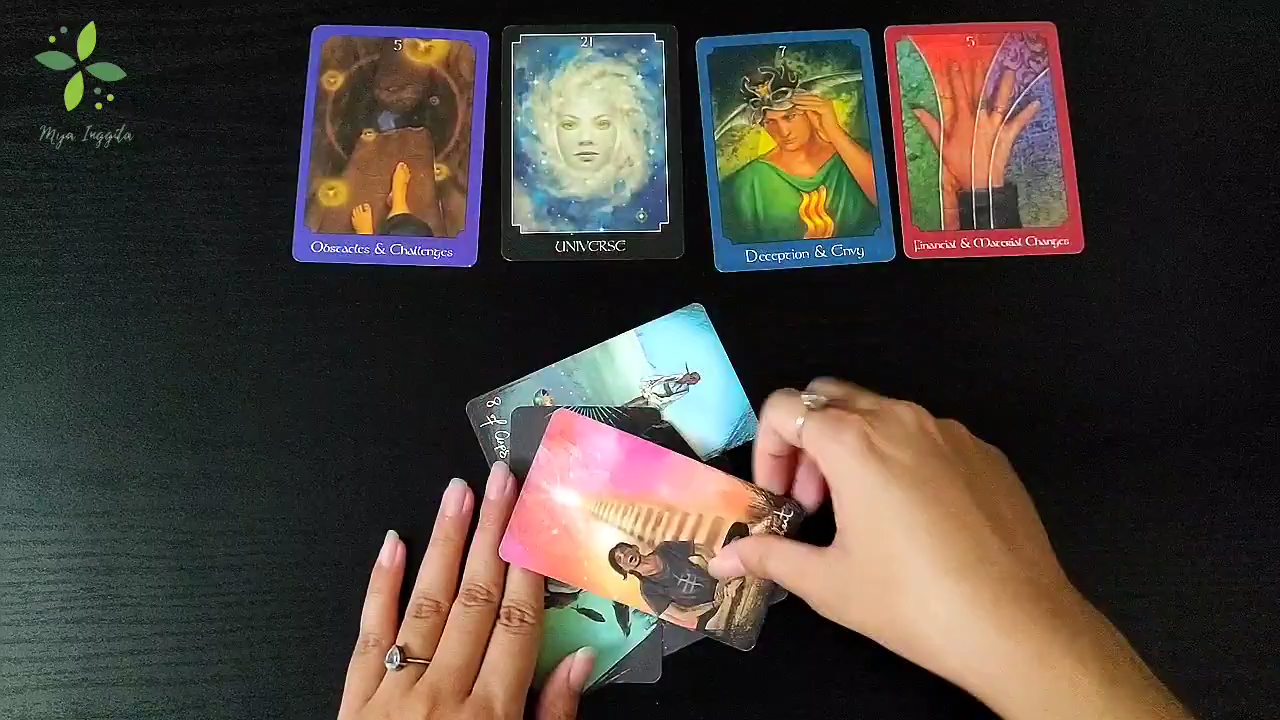 Mya Inggita
5
Obstacles & Challenges
21
UNIVERSE
7
Deception & Envy
5
Financial & Material Changes
8 of Cups